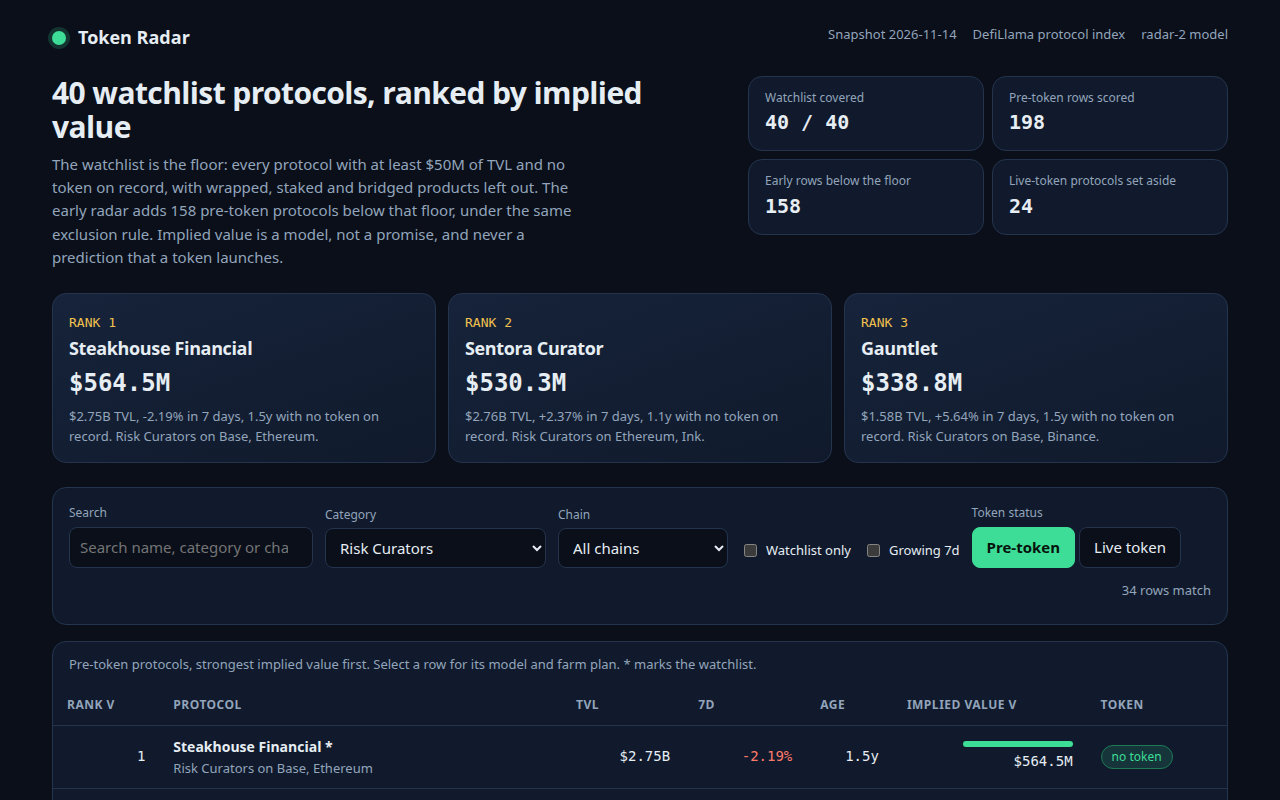 Token Radar
Snapshot 2026-11-14 DefiLlama protocol index radar-2 model
40 watchlist protocols, ranked by implied
value
The watchlist is the floor: every protocol with at least $50M of TVL and no
token on record, with wrapped, staked and bridged products left out. The
early radar adds 158 pre-token protocols below that floor, under the same
exclusion rule. Implied value is a model, not a promise, and never a
prediction that a token launches.
Watchlist covered
40 / 40
Pre-token rows scored
198
Early rows below the floor
158
Live-token protocols set aside
24
RANK 1
Steakhouse Financial
$564.5M
$2.75B TVL, -2.19% in 7 days, 1.5y with no token on
record. Risk Curators on Base, Ethereum.
RANK 2
Sentora Curator
$530.3M
$2.76B TVL, +2.37% in 7 days, 1.1y with no token on
record. Risk Curators on Ethereum, Ink.
RANK 3
Gauntlet
$338.8M
$1.58B TVL, +5.64% in 7 days, 1.5y with no token on
record. Risk Curators on Base, Binance.
Search
Search name, category or cha
Category
Risk Curators
Chain
All chains
Watchlist only
Growing 7d
Token status
Pre-token Live token
34 rows match
Pre-token protocols, strongest implied value first. Select a row for its model and farm plan. * marks the watchlist.
RANK V PROTOCOL TVL 7D AGE IMPLIED VALUE V TOKEN
1 Steakhouse Financial * $2.75B -2.19% 1.5y $564.5M no token
Risk Curators on Base, Ethereum